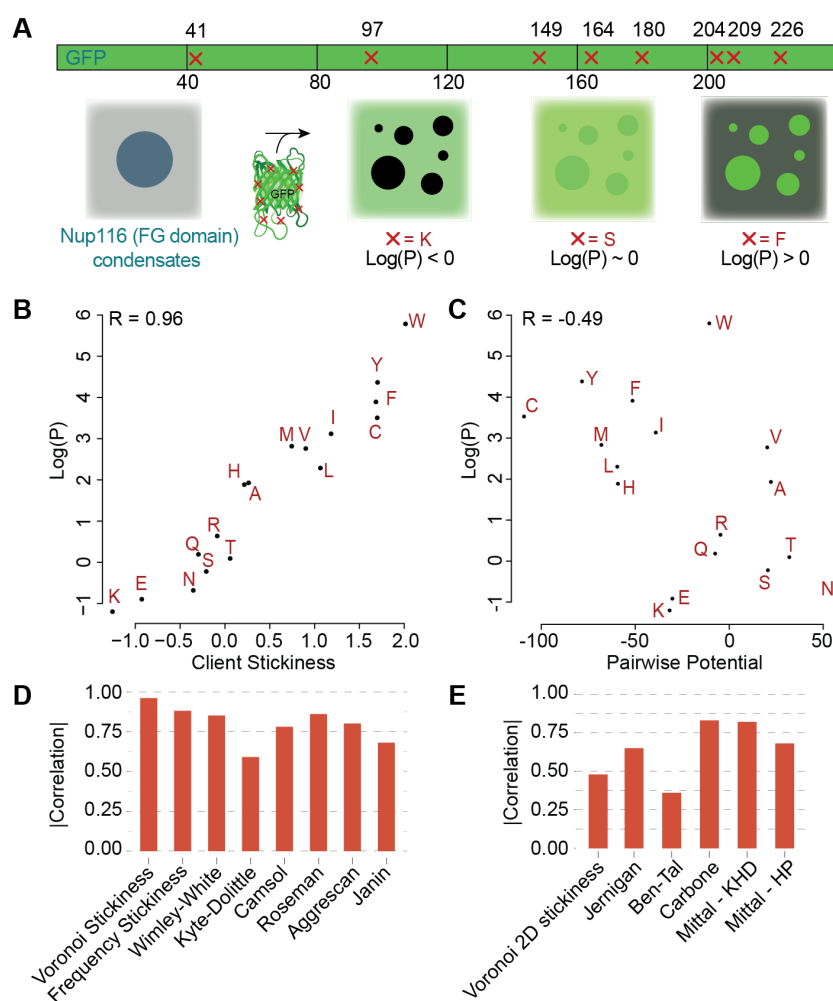 A
41 97 149 164 180 204 209 226
GFP
40 80 120 160 200
GFP
Nup116 (FG domain)
condensates
✕ = K
Log(P) < 0
✕ = S
Log(P) ~ 0
✕ = F
Log(P) > 0
B
R = 0.96
Log(P)
6
5
4
3
2
1
0
−1
W
Y
F
C
I
M V
L
H
A
R
Q
T
S
N
E
K
−1.0 −0.5 0.0 0.5 1.0 1.5 2.0
Client Stickiness
C
R = -0.49
Log(P)
6
5
4
3
2
1
0
-1
W
Y
F
C
I
M
V
L
H
A
R
Q
T
S
N
E
K
-100 -50 0 50
Pairwise Potential
D
|Correlation|
1.00
0.75
0.50
0.25
0.00
Voronoi Stickiness
Frequency Stickiness
Wimley-White
Kyte-Dolittle
Camsol
Roseman
Aggrescan
Janin
E
|Correlation|
1.00
0.75
0.50
0.25
0.00
Voronoi 2D stickiness
Jernigan
Ben-Tal
Carbone
Mittal - KHD
Mittal - HP